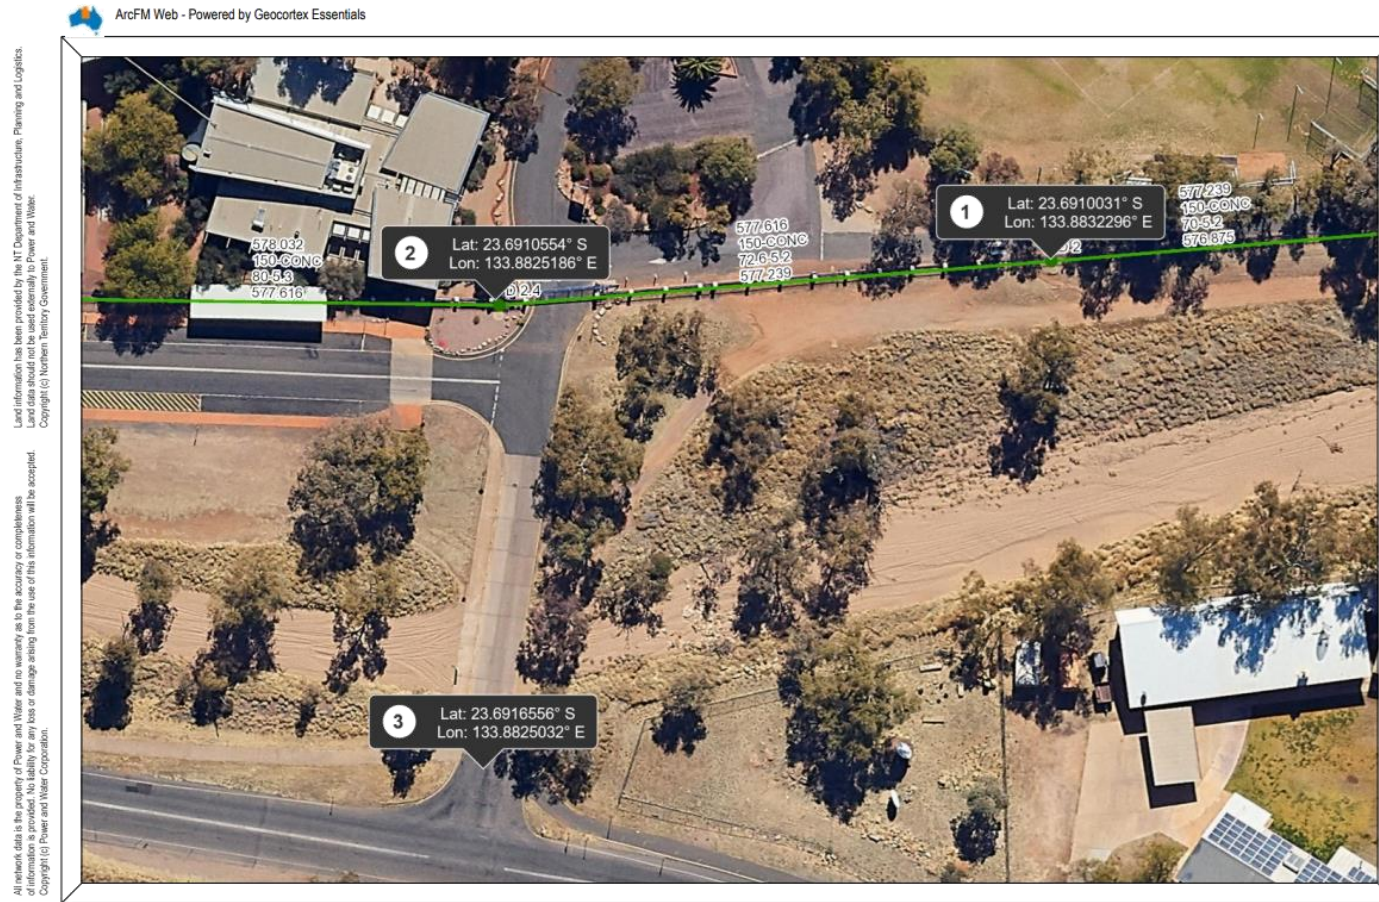 ArcFM Web - Powered by Geocortex Essentials
Land information has been provided by the NT Department of Infrastructure, Planning and Logistics.
Land data should not be used externally to Power and Water.
Copyright (c) Northern Territory Government.
All network data is the property of Power and Water and no warranty as to the accuracy or completeness
of information is provided. No liability for any loss or damage arising from the use of this information will be accepted.
Copyright (c) Power and Water Corporation.
577.239
150-CONC
70-5.2
576.875
1
Lat: 23.6910031° S
Lon: 133.8832296° E
577.616
150-CONC
72.6-5.2
577.239
2
Lat: 23.6910554° S
Lon: 133.8825186° E
578.032
150-CONC
80-5.3
577.616
D 2.4
3
Lat: 23.6916556° S
Lon: 133.8825032° E